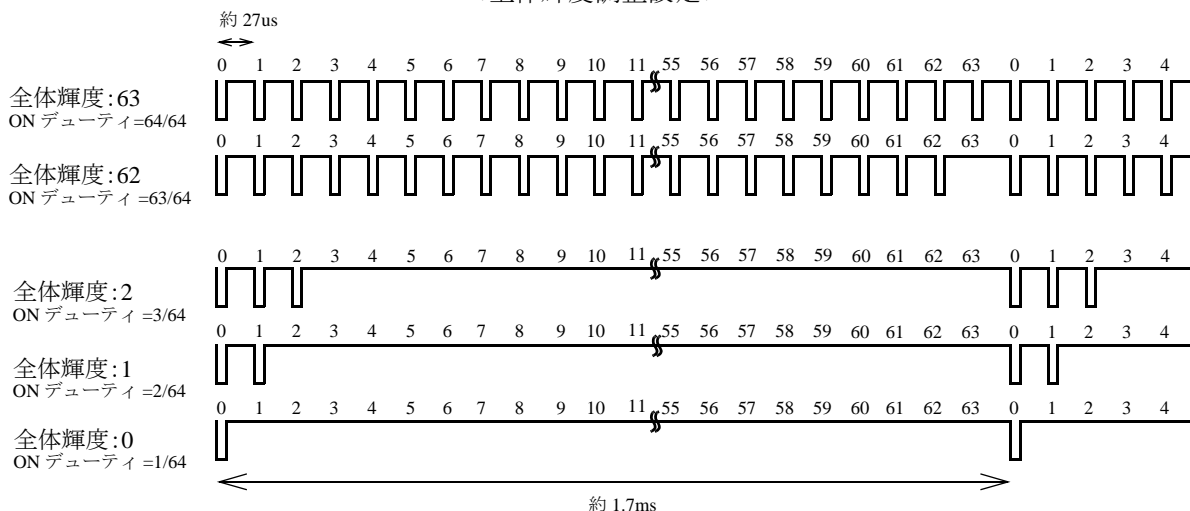 約 27us
0 1 2 3 4 5 6 7 8 9 10 11 55 56 57 58 59 60 61 62 63 0 1 2 3 4
全体輝度:63
ON デューティ=64/64
0 1 2 3 4 5 6 7 8 9 10 11 55 56 57 58 59 60 61 62 63 0 1 2 3 4
全体輝度:62
ON デューティ =63/64
0 1 2 3 4 5 6 7 8 9 10 11 55 56 57 58 59 60 61 62 63 0 1 2 3 4
全体輝度:2
ON デューティ =3/64
0 1 2 3 4 5 6 7 8 9 10 11 55 56 57 58 59 60 61 62 63 0 1 2 3 4
全体輝度:1
ON デューティ =2/64
0 1 2 3 4 5 6 7 8 9 10 11 55 56 57 58 59 60 61 62 63 0 1 2 3 4
全体輝度:0
ON デューティ =1/64
約 1.7ms